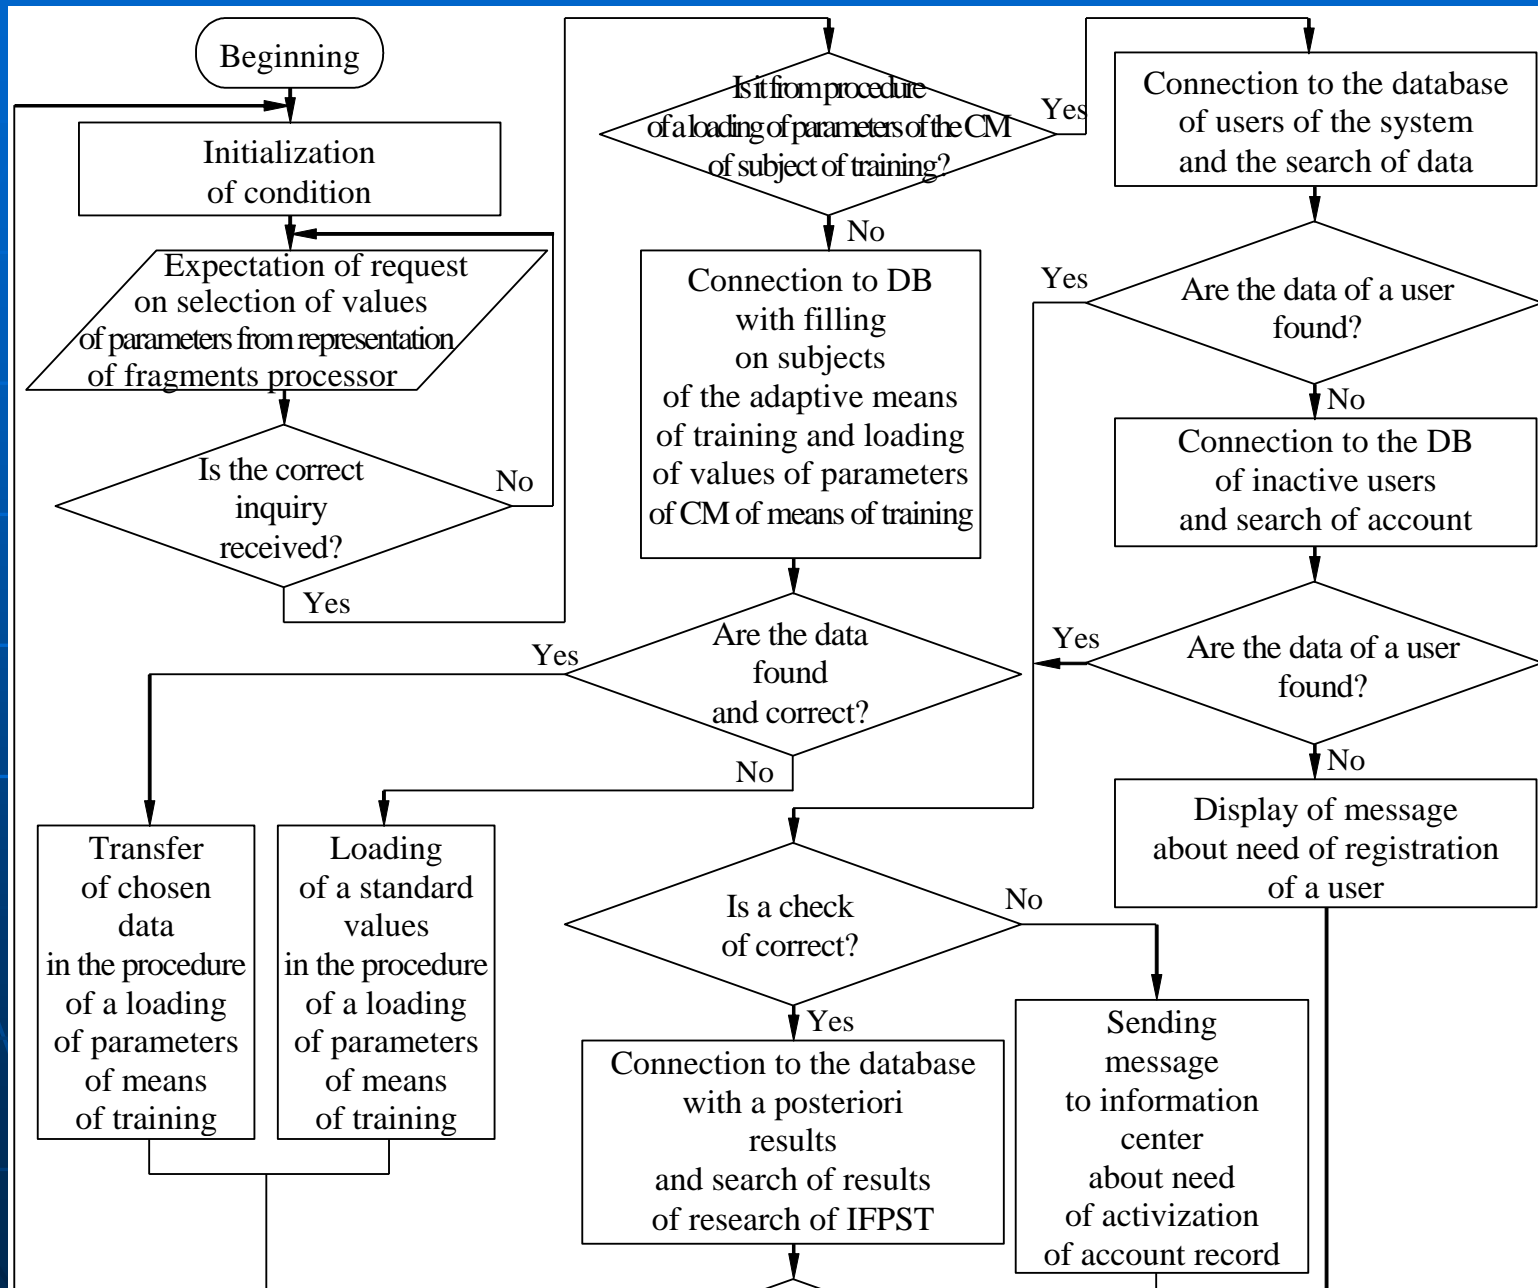 Beginning
Initialization
of condition
Expectation of request
on selection of values
of parameters from representation
of fragments processor
Is the correct
inquiry
received?
No
Yes
Is it from procedure
of a loading of parameters of the CM
of subject of training?
Yes
No
Connection to DB
with filling
on subjects
of the adaptive means
of training and loading
of values of parameters
of CM of means of training
Are the data
found
and correct?
Yes
No
Transfer
of chosen
data
in the procedure
of a loading
of parameters
of means
of training
Loading
of a standard
values
in the procedure
of a loading
of parameters
of means
of training
Connection to the database
of users of the system
and the search of data
Are the data of a user
found?
Yes
No
Connection to the DB
of inactive users
and search of account
Are the data of a user
found?
Yes
No
Display of message
about need of registration
of a user
Is a check
of correct?
No
Yes
Connection to the database
with a posteriori
results
and search of results
of research of IFPST
Sending
message
to information
center
about need
of activization
of account record